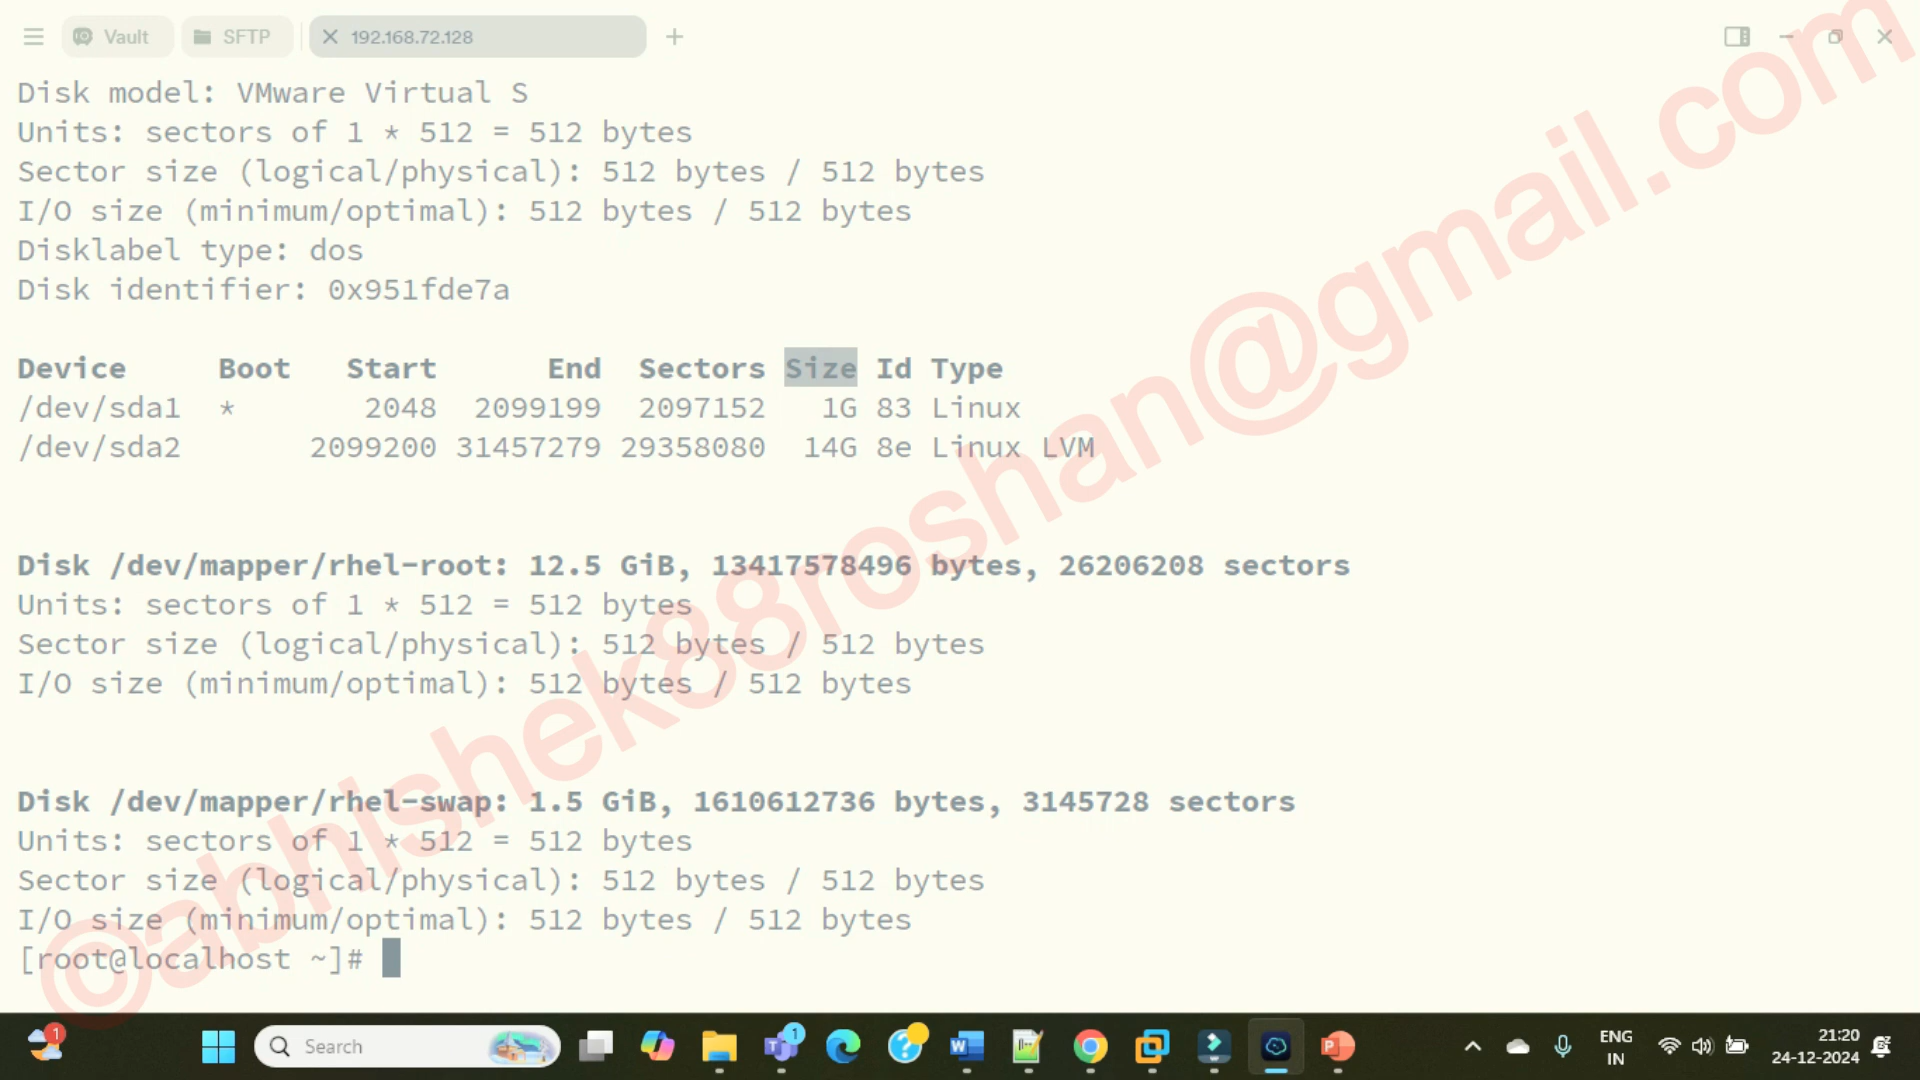 Vault SFTP 192.168.72.128
Disk model: VMware Virtual S
Units: sectors of 1 * 512 = 512 bytes
Sector size (logical/physical): 512 bytes / 512 bytes
I/O size (minimum/optimal): 512 bytes / 512 bytes
Disklabel type: dos
Disk identifier: 0x951fde7a
Device Boot Start End Sectors Size Id Type
/dev/sda1 * 2048 2099199 2097152 1G 83 Linux
/dev/sda2 2099200 31457279 29358080 14G 8e Linux LVM
Disk /dev/mapper/rhel-root: 12.5 GiB, 13417578496 bytes, 26206208 sectors
Units: sectors of 1 * 512 = 512 bytes
Sector size (logical/physical): 512 bytes / 512 bytes
I/O size (minimum/optimal): 512 bytes / 512 bytes
Disk /dev/mapper/rhel-swap: 1.5 GiB, 1610612736 bytes, 3145728 sectors
Units: sectors of 1 * 512 = 512 bytes
Sector size (logical/physical): 512 bytes / 512 bytes
I/O size (minimum/optimal): 512 bytes / 512 bytes
[root@localhost ~]#
©abhishek88roshan@gmail.com
1 Search 1 ENG 21:20
IN 24-12-2024